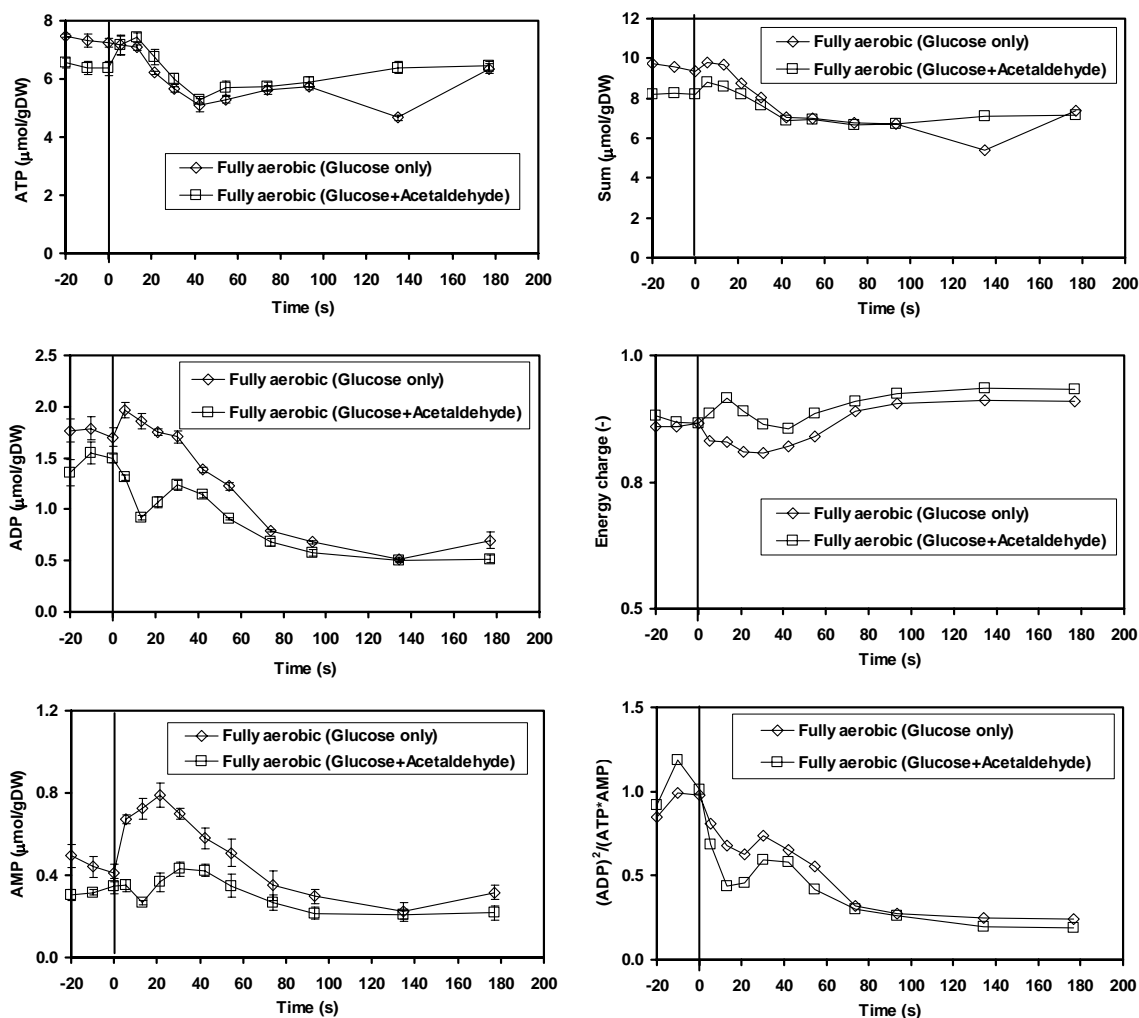 8
6
4
2
0
ATP (μmol/gDW)
Fully aerobic (Glucose only)
Fully aerobic (Glucose+Acetaldehyde)
-20 0 20 40 60 80 100 120 140 160 180 200
Time (s)
12
10
8
6
4
2
0
Sum (μmol/gDW)
Fully aerobic (Glucose only)
Fully aerobic (Glucose+Acetaldehyde)
-20 0 20 40 60 80 100 120 140 160 180 200
Time (s)
2.5
2.0
1.5
1.0
0.5
0.0
ADP (μmol/gDW)
Fully aerobic (Glucose only)
Fully aerobic (Glucose+Acetaldehyde)
-20 0 20 40 60 80 100 120 140 160 180 200
Time (s)
1.0
0.8
0.5
Energy charge (-)
Fully aerobic (Glucose only)
Fully aerobic (Glucose+Acetaldehyde)
-20 0 20 40 60 80 100 120 140 160 180 200
Time (s)
1.2
0.8
0.4
0.0
AMP (μmol/gDW)
Fully aerobic (Glucose only)
Fully aerobic (Glucose+Acetaldehyde)
-20 0 20 40 60 80 100 120 140 160 180 200
Time (s)
1.5
1.0
0.5
0.0
(ADP)²/(ATP*AMP)
Fully aerobic (Glucose only)
Fully aerobic (Glucose+Acetaldehyde)
-20 0 20 40 60 80 100 120 140 160 180 200
Time (s)